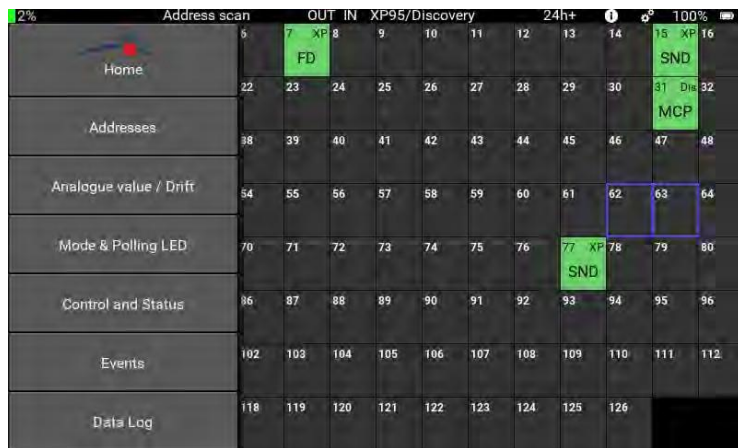 2% Address scan OUT IN XP95/Discovery 24h+ 100%
Home
Addresses
Analogue value / Drift
Mode & Polling LED
Control and Status
Events
Data Log
6 7 XP 8 9 10 11 12 13 14 15 XP 16
FD SND
22 23 24 25 26 27 28 29 30 31 Dis 32
MCP
38 39 40 41 42 43 44 45 46 47 48
54 55 56 57 58 59 60 61 62 63 64
70 71 72 73 74 75 76 77 XP 78 79 80
SND
86 87 88 89 90 91 92 93 94 95 96
102 103 104 105 106 107 108 109 110 111 112
118 119 120 121 122 123 124 125 126